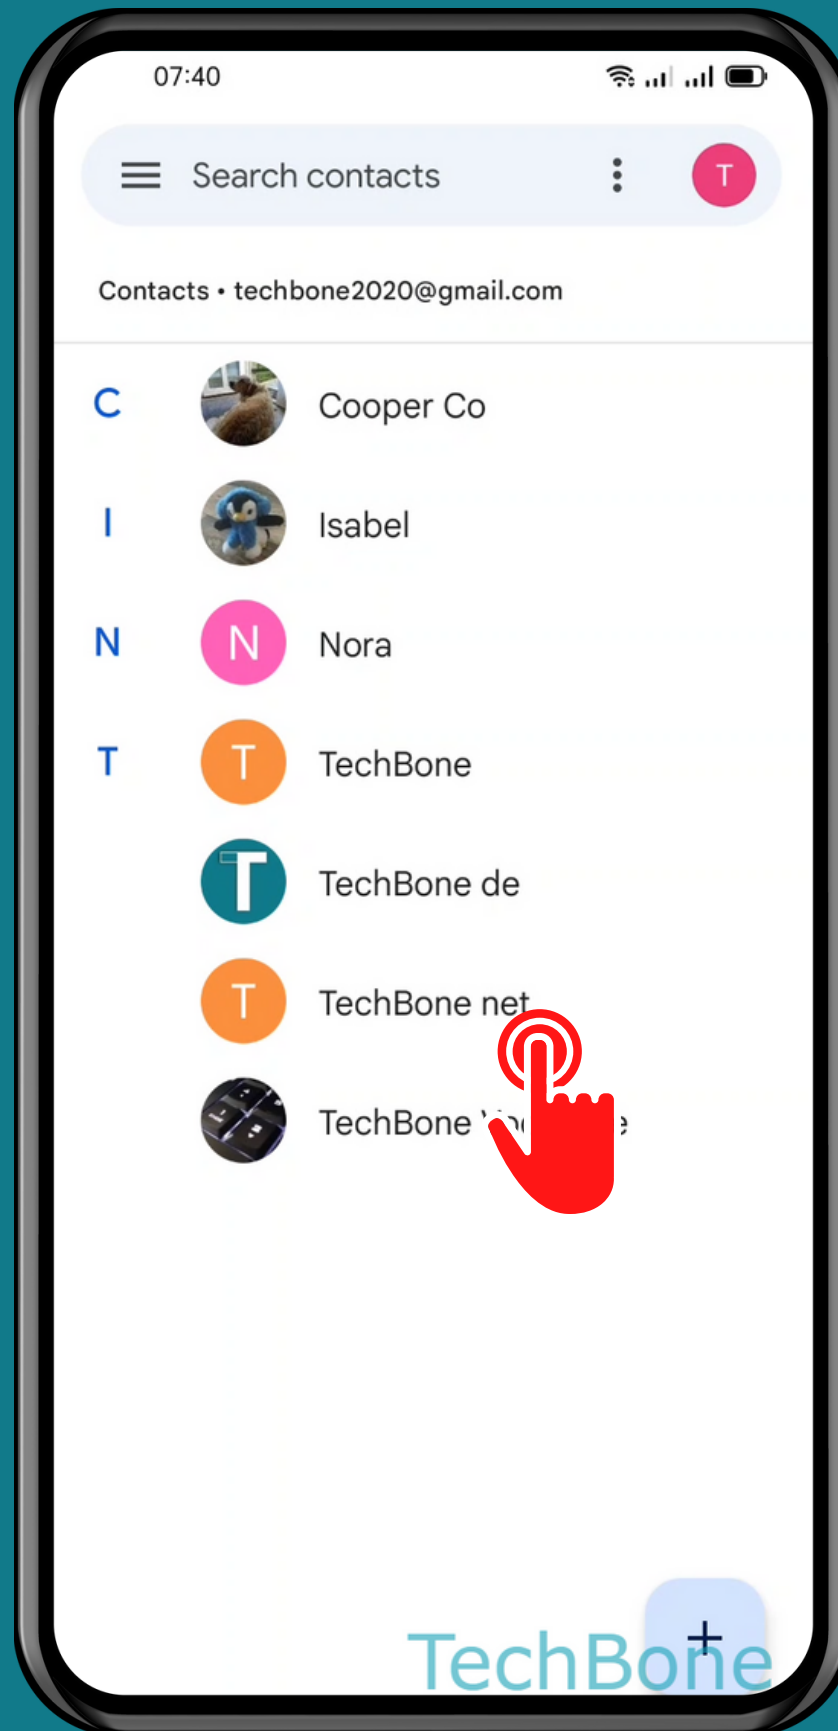 07:40
Search contacts
T
Contacts • techbone2020@gmail.com
C
Cooper Co
I
Isabel
N
N
Nora
T
T
TechBone
T
TechBone de
T
TechBone net
TechBone
TechBone